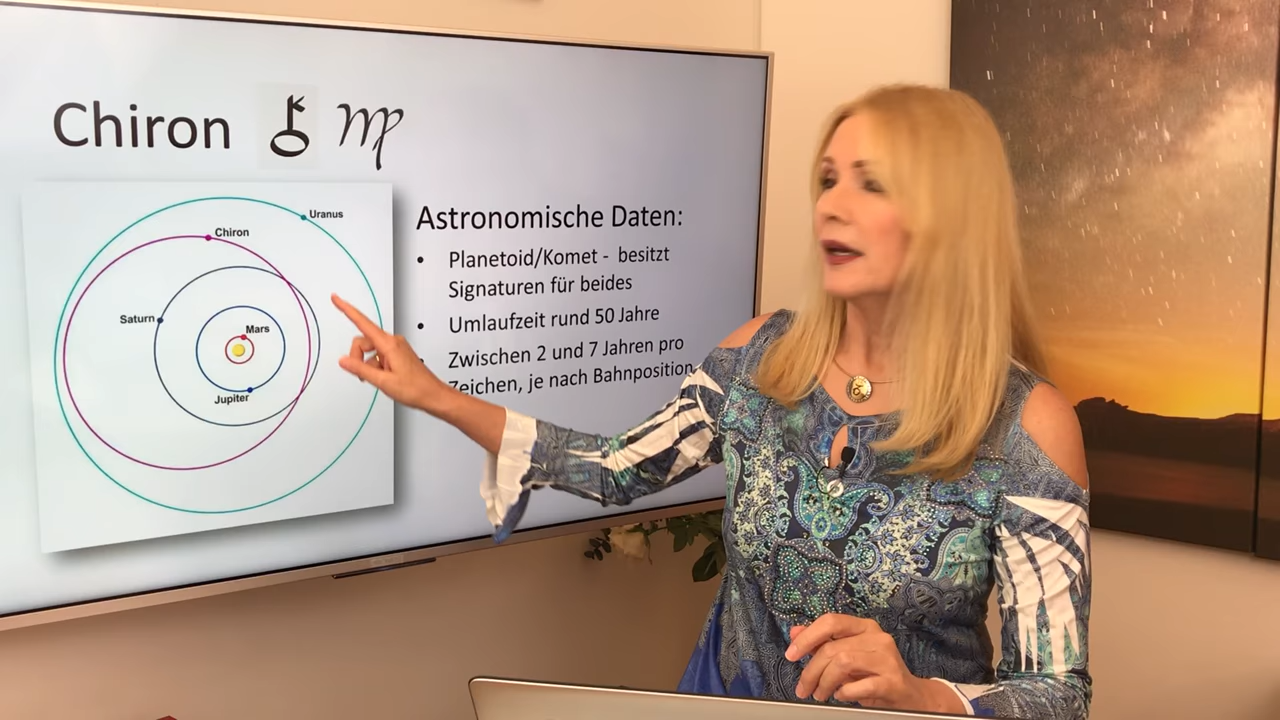 Chiron
Uranus
Chiron
Saturn
Mars
Jupiter
Astronomische Daten:
• Planetoid/Komet - besitzt
Signaturen für beides
• Umlaufzeit rund 50 Jahre
• Zwischen 2 und 7 Jahren pro
Zeichen, je nach Bahnposition